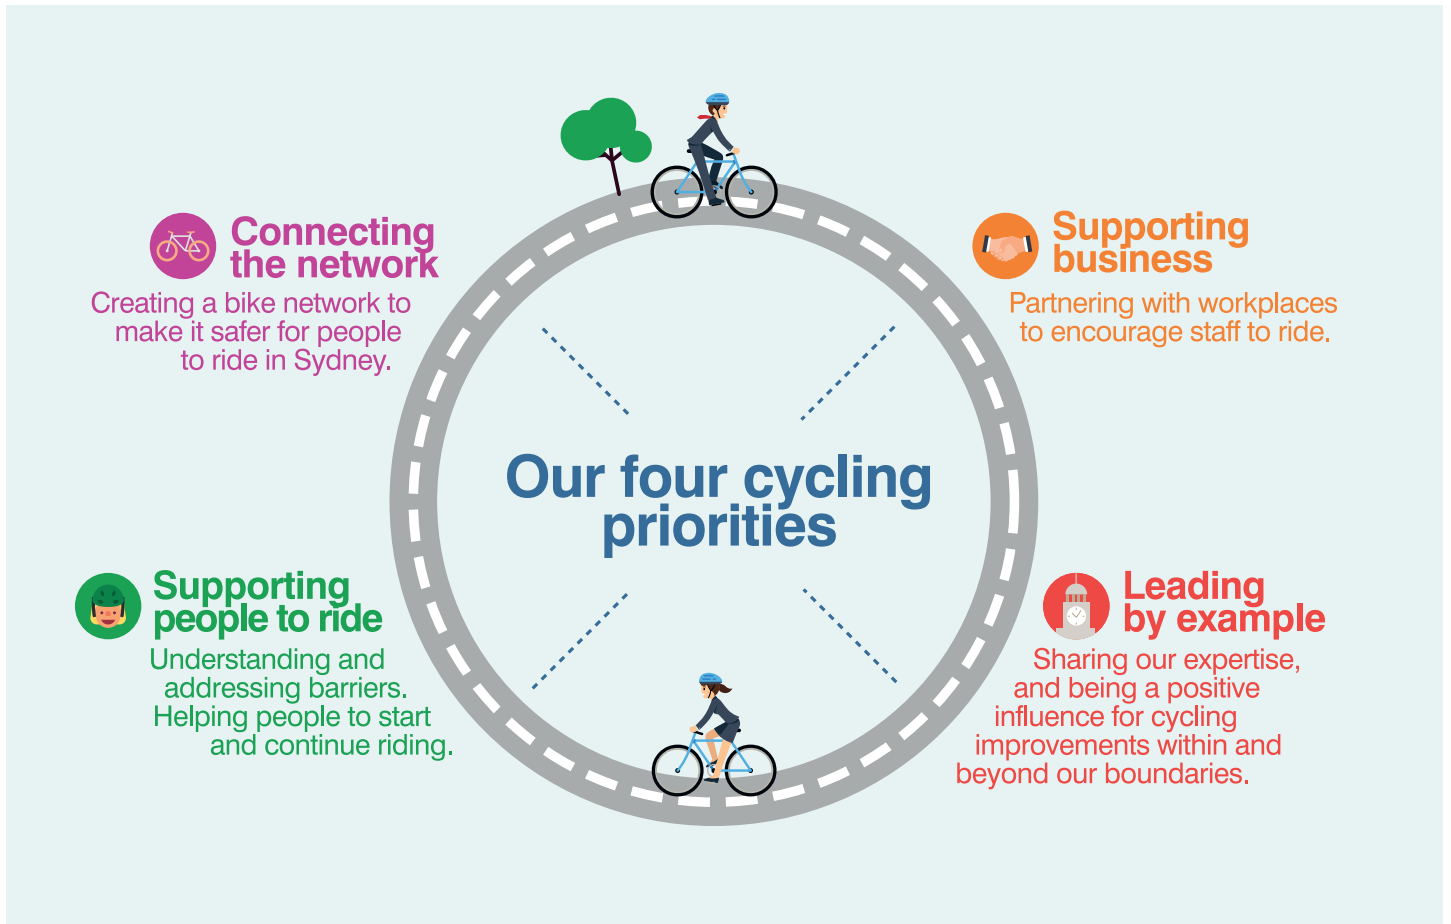 Connecting
the network
Creating a bike network to
make it safer for people
to ride in Sydney.
Supporting
business
Partnering with workplaces
to encourage staff to ride.
Our four cycling
priorities
Supporting
people to ride
Understanding and
addressing barriers.
Helping people to start
and continue riding.
Leading
by example
Sharing our expertise,
and being a positive
influence for cycling
improvements within and
beyond our boundaries.